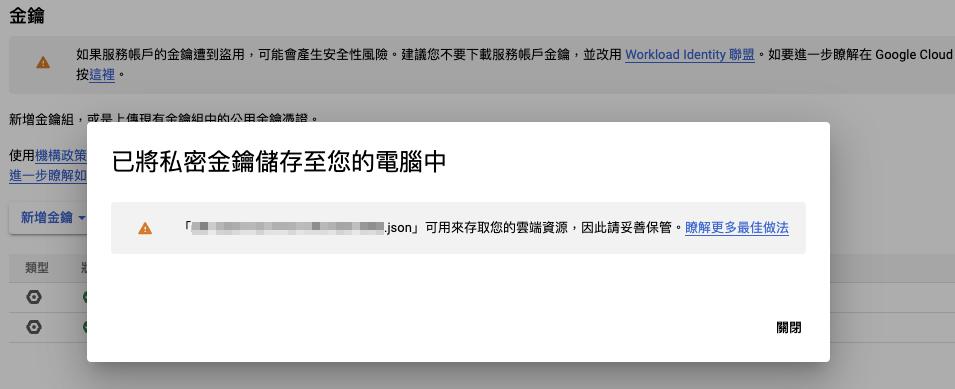 金鑰
如果服務帳戶的金鑰遭到盜用，可能會產生安全性風險。建議您不要下載服務帳戶金鑰，並改用 Workload Identity 聯盟。如要進一步瞭解在 Google Cloud
按這裡。
新增金鑰組，或是上傳現有金鑰組中的公用金鑰憑證。
使用機構政策
進一步瞭解如
已將私密金鑰儲存至您的電腦中
新增金鑰
「.json」可用來存取您的雲端資源，因此請妥善保管。瞭解更多最佳做法
類型
關閉